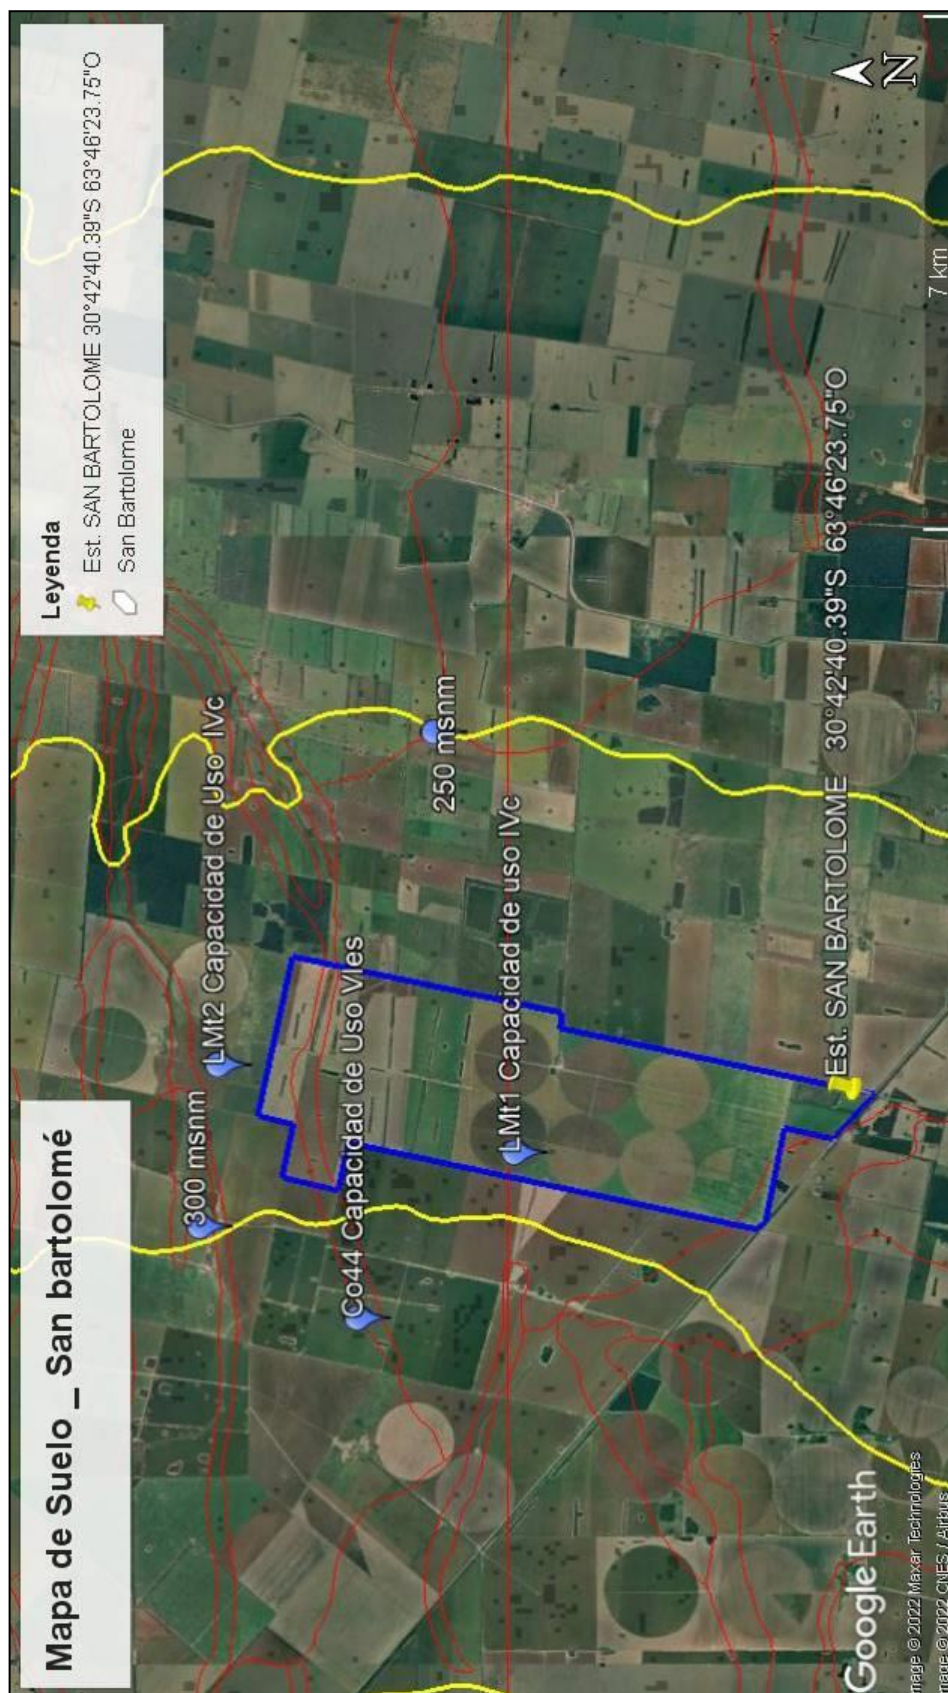 Mapa de Suelo _ San bartolomé
Leyenda
Est. SAN BARTOLOME 30°42'40.39"S 63°46'23.75"O
San Bartolome
300 msnm
LMt2 Capacidad de Uso IVc
Co44 Capacidad de Uso VIes
250 msnm
LMt1 Capacidad de uso IVc
Est. SAN BARTOLOME 30°42'40.39"S 63°46'23.75"O
N
7 km
Google Earth
mage © 2022 Maxar Technologies
mage © 2022 CNES / Airbus